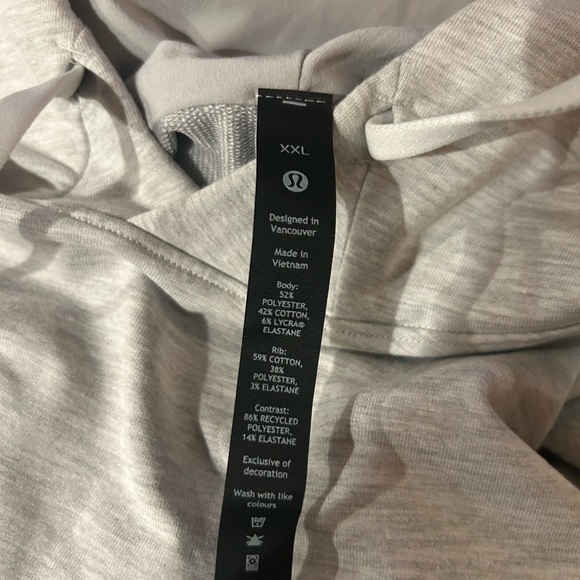 XXL
Designed in
Vancouver
Made in
Vietnam
Body:
52%
POLYESTER,
42% COTTON,
6% LYCRA®
ELASTANE
Rib:
59% COTTON,
38%
POLYESTER,
3% ELASTANE
Contrast:
86% RECYCLED
POLYESTER,
14% ELASTANE
Exclusive of
decoration
Wash with like
colours